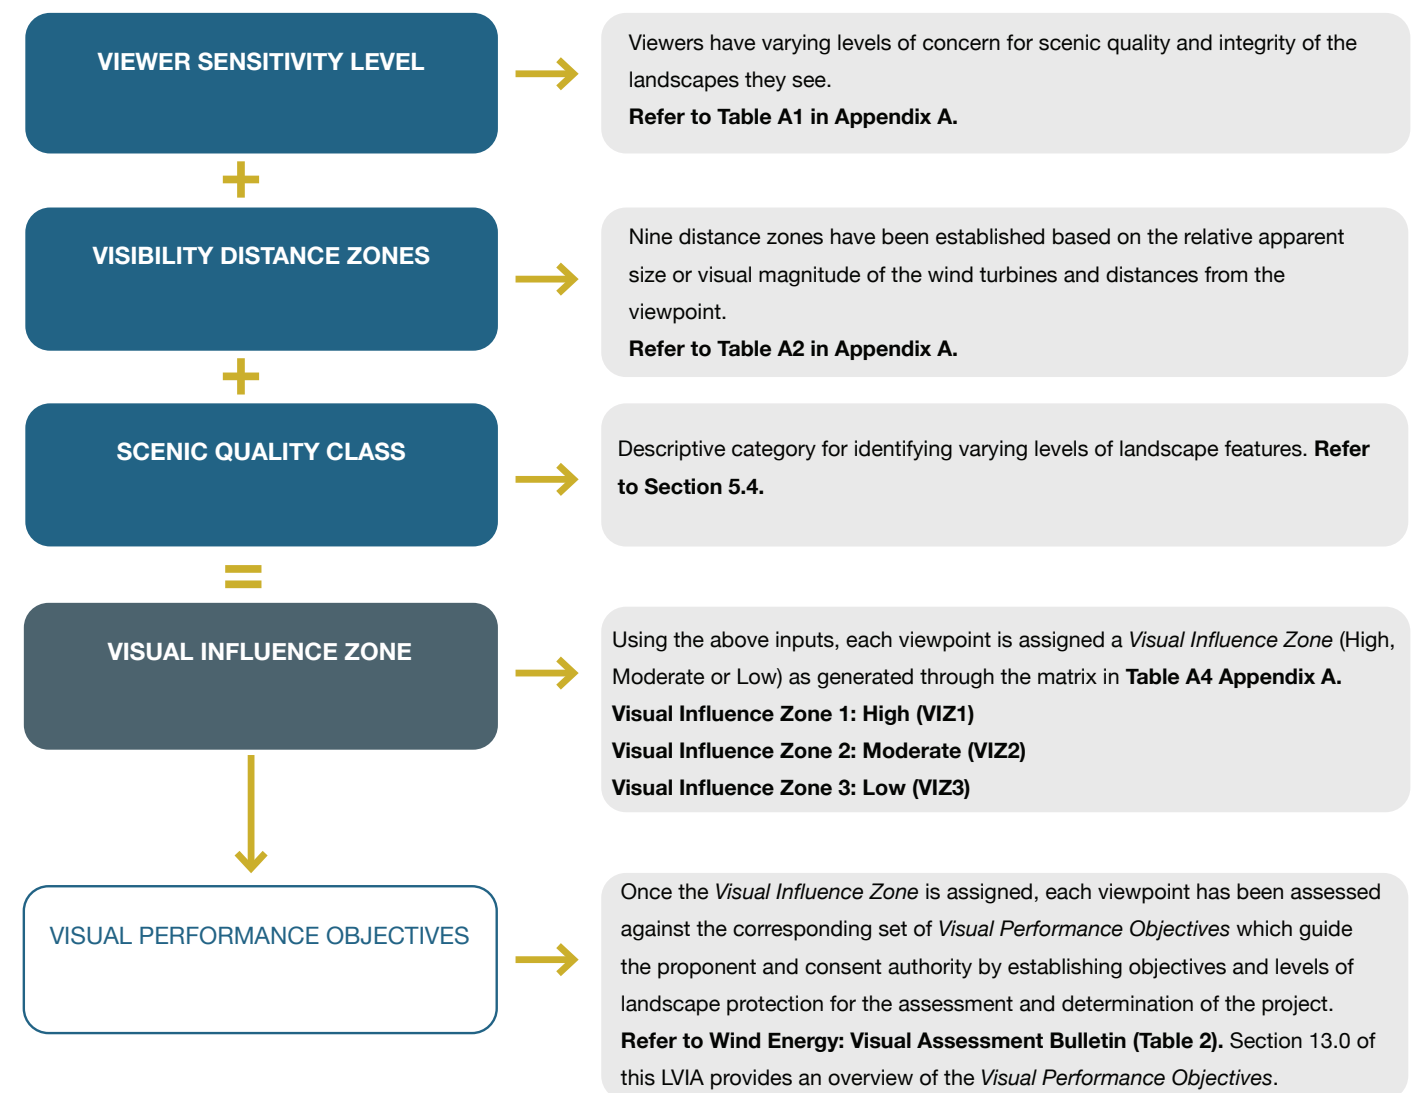 VIEWER SENSITIVITY LEVEL
Viewers have varying levels of concern for scenic quality and integrity of the
landscapes they see.
Refer to Table A1 in Appendix A.
+
VISIBILITY DISTANCE ZONES
Nine distance zones have been established based on the relative apparent
size or visual magnitude of the wind turbines and distances from the
viewpoint.
Refer to Table A2 in Appendix A.
+
SCENIC QUALITY CLASS
Descriptive category for identifying varying levels of landscape features. Refer
to Section 5.4.
=
VISUAL INFLUENCE ZONE
Using the above inputs, each viewpoint is assigned a Visual Influence Zone (High,
Moderate or Low) as generated through the matrix in Table A4 Appendix A.
Visual Influence Zone 1: High (VIZ1)
Visual Influence Zone 2: Moderate (VIZ2)
Visual Influence Zone 3: Low (VIZ3)
VISUAL PERFORMANCE OBJECTIVES
Once the Visual Influence Zone is assigned, each viewpoint has been assessed
against the corresponding set of Visual Performance Objectives which guide
the proponent and consent authority by establishing objectives and levels of
landscape protection for the assessment and determination of the project.
Refer to Wind Energy: Visual Assessment Bulletin (Table 2). Section 13.0 of
this LVIA provides an overview of the Visual Performance Objectives.